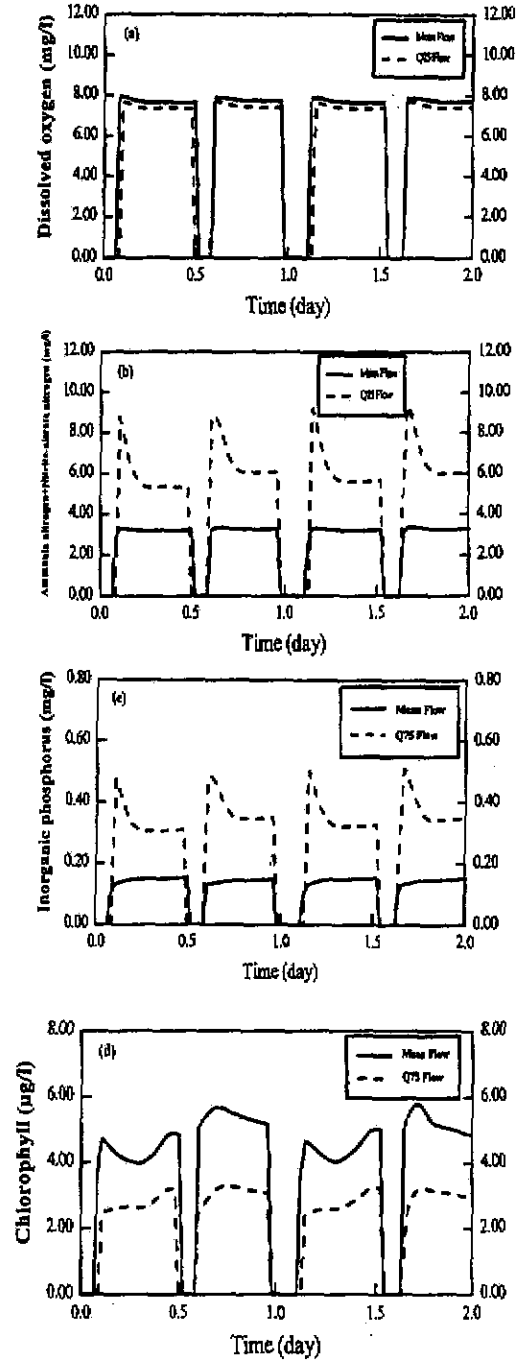 12.00 (a) Mean Flow 12.00
10.00 Q75 Flow 10.00
8.00 8.00
6.00 6.00
4.00 4.00
2.00 2.00
0.00 0.00
0.0 0.5 1.0 1.5 2.0
Dissolved oxygen (mg/l)
Time (day)
12.00 (b) Mean Flow 12.00
10.00 Q75 Flow 10.00
8.00 8.00
6.00 6.00
4.00 4.00
2.00 2.00
0.00 0.00
0.0 0.5 1.0 1.5 2.0
Ammonia nitrogen+Nitrite-nitrate nitrogen (mg/l)
Time (day)
0.80 (c) Mean Flow 0.80
0.60 Q75 Flow 0.60
0.40 0.40
0.20 0.20
0.00 0.00
0.0 0.5 1.0 1.5 2.0
Inorganic phosphorus (mg/l)
Time (day)
8.00 (d) Mean Flow 8.00
6.00 Q75 Flow 6.00
4.00 4.00
2.00 2.00
0.00 0.00
0.0 0.5 1.0 1.5 2.0
Chlorophyll (µg/l)
Time (day)